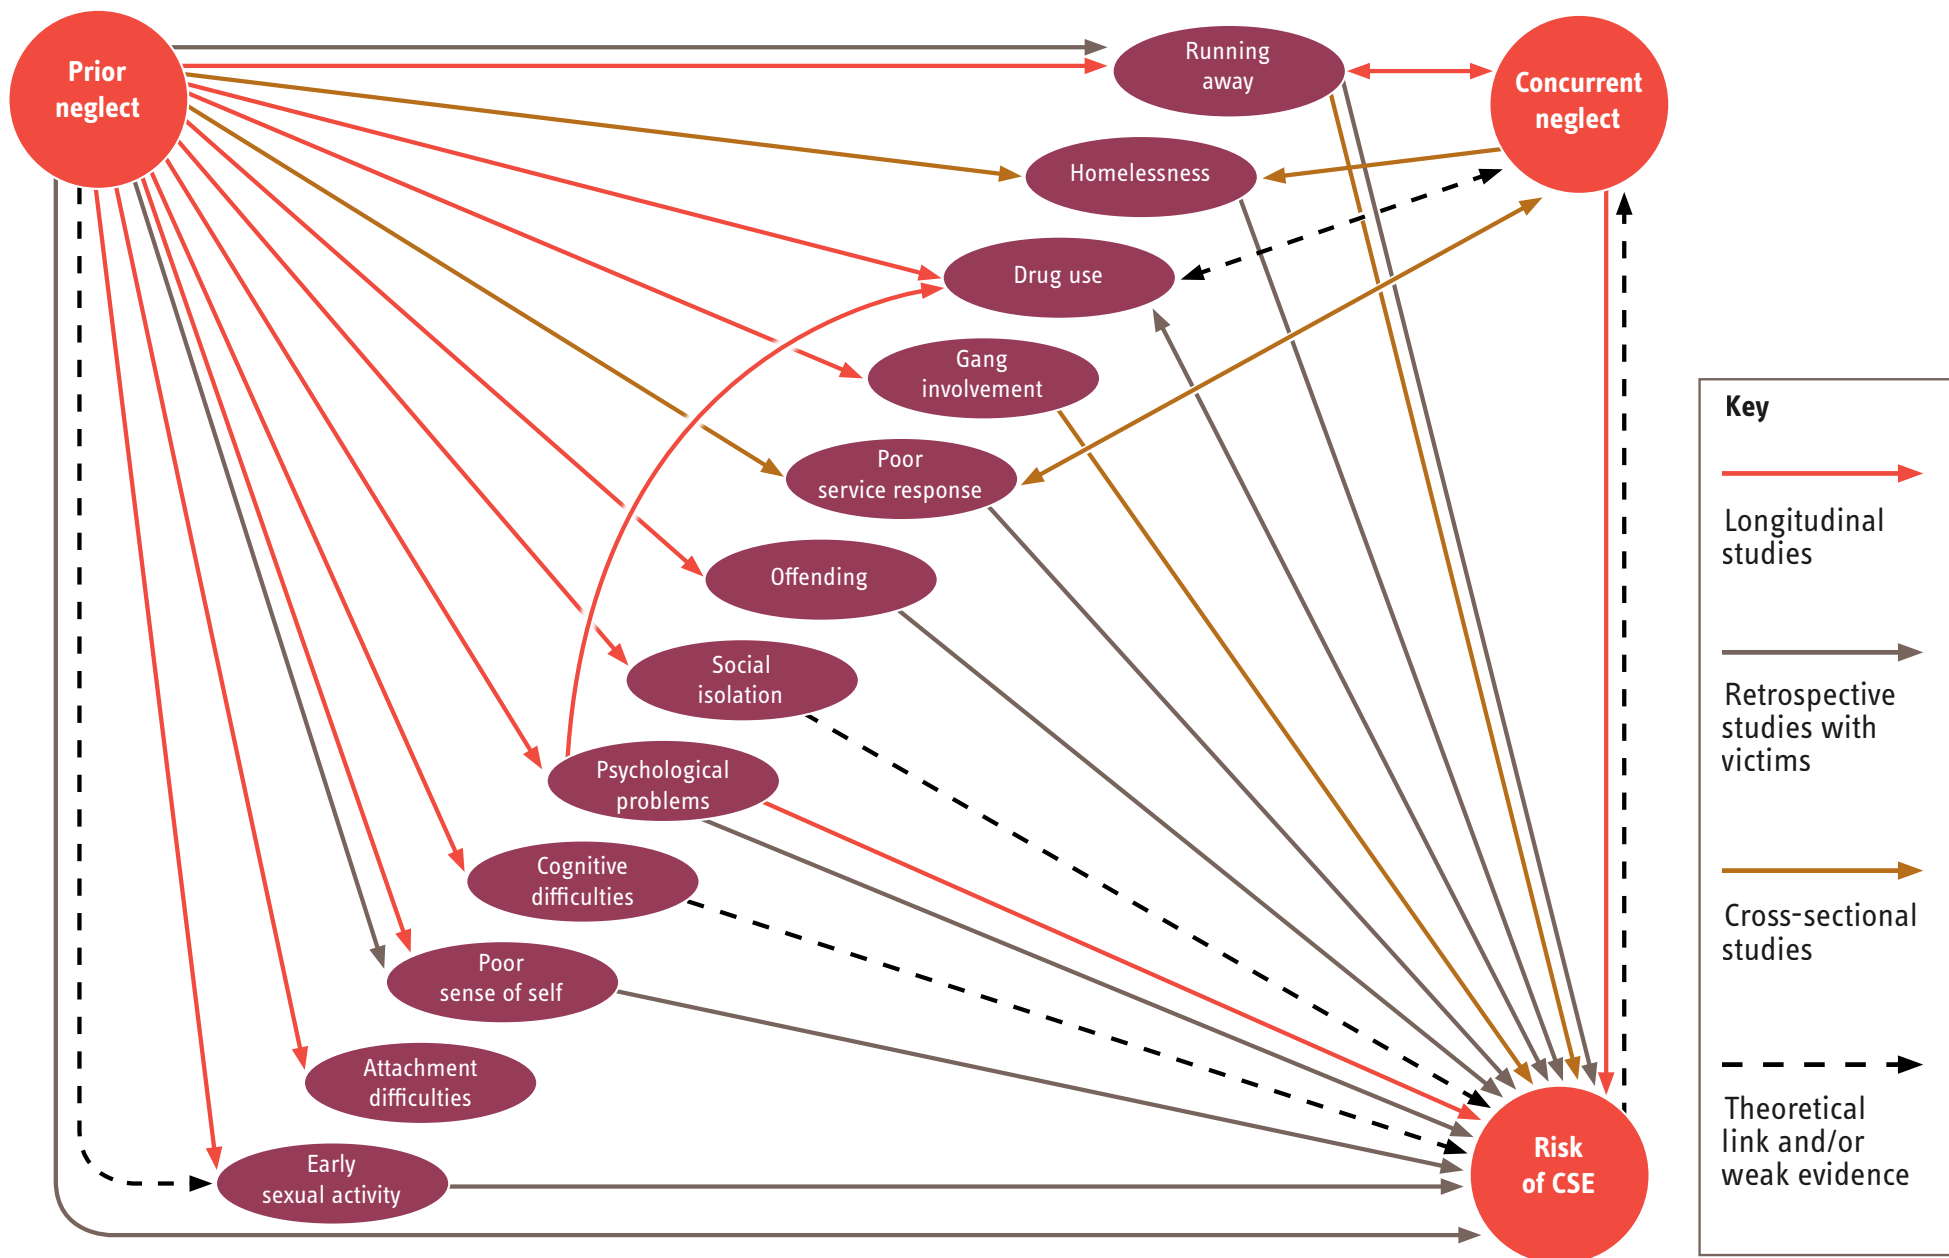 Prior
neglect
Running
away
Concurrent
neglect
Homelessness
Drug use
Gang
involvement
Poor
service response
Offending
Social
isolation
Psychological
problems
Cognitive
difficulties
Poor
sense of self
Attachment
difficulties
Early
sexual activity
Risk
of CSE
Key
Longitudinal
studies
Retrospective
studies with
victims
Cross-sectional
studies
Theoretical
link and/or
weak evidence